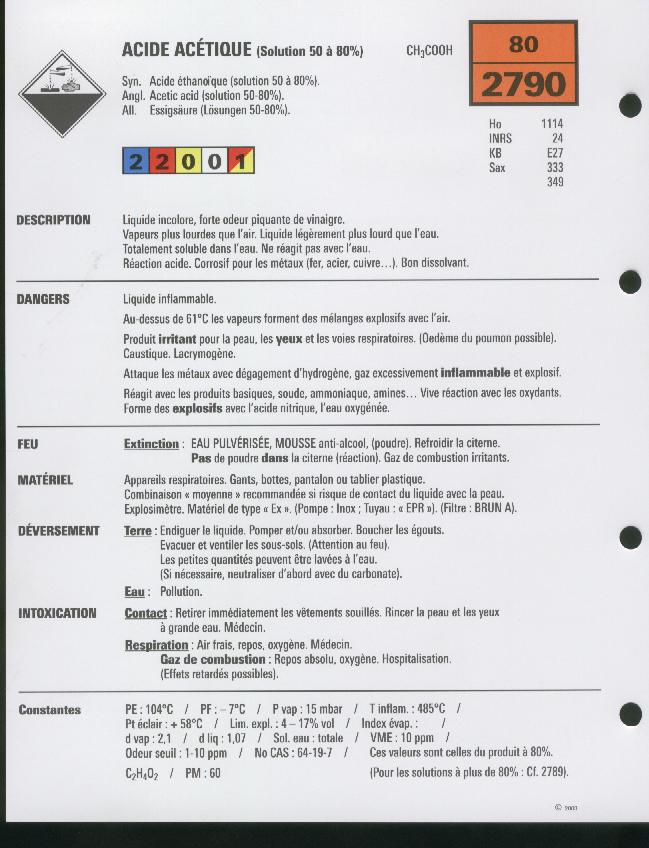 ACIDE ACÉTIQUE (Solution 50 à 80%) CH₃COOH
80
2790
Syn. Acide éthanoïque (solution 50 à 80%).
Angl. Acetic acid (solution 50-80%).
All. Essigsäure (Lösungen 50-80%).
Ho 1114
INRS 24
KB E27
Sax 333
349
2 2 0 0 1
DESCRIPTION Liquide incolore, forte odeur piquante de vinaigre.
Vapeurs plus lourdes que l'air. Liquide légèrement plus lourd que l'eau.
Totalement soluble dans l'eau. Ne réagit pas avec l'eau.
Réaction acide. Corrosif pour les métaux (fer, acier, cuivre…). Bon dissolvant.
DANGERS Liquide inflammable.
Au-dessus de 61°C les vapeurs forment des mélanges explosifs avec l'air.
Produit irritant pour la peau, les yeux et les voies respiratoires. (Oedème du poumon possible).
Caustique. Lacrymogène.
Attaque les métaux avec dégagement d'hydrogène, gaz excessivement inflammable et explosif.
Réagit avec les produits basiques, soude, ammoniaque, amines… Vive réaction avec les oxydants.
Forme des explosifs avec l'acide nitrique, l'eau oxygénée.
FEU Extinction : EAU PULVÉRISÉE, MOUSSE anti-alcool, (poudre). Refroidir la citerne.
Pas de poudre dans la citerne (réaction). Gaz de combustion irritants.
MATÉRIEL Appareils respiratoires. Gants, bottes, pantalon ou tablier plastique.
Combinaison « moyenne » recommandée si risque de contact du liquide avec la peau.
Explosimètre. Matériel de type « Ex ». (Pompe : Inox ; Tuyau : « EPR »). (Filtre : BRUN A).
DÉVERSEMENT Terre : Endiguer le liquide. Pomper et/ou absorber. Boucher les égouts.
Evacuer et ventiler les sous-sols. (Attention au feu).
Les petites quantités peuvent être lavées à l'eau.
(Si nécessaire, neutraliser d'abord avec du carbonate).
Eau : Pollution.
INTOXICATION Contact : Retirer immédiatement les vêtements souillés. Rincer la peau et les yeux
à grande eau. Médecin.
Respiration : Air frais, repos, oxygène. Médecin.
Gaz de combustion : Repos absolu, oxygène. Hospitalisation.
(Effets retardés possibles).
Constantes PE : 104°C / PF : – 7°C / P vap : 15 mbar / T inflam. : 485°C /
Pt éclair : + 58°C / Lim. expl. : 4 – 17% vol / Index évap. : /
d vap : 2,1 / d liq : 1,07 / Sol. eau : totale / VME : 10 ppm /
Odeur seuil : 1-10 ppm / No CAS : 64-19-7 / Ces valeurs sont celles du produit à 80%.
C₂H₄O₂ / PM : 60 (Pour les solutions à plus de 80% : Cf. 2789).
© 2003